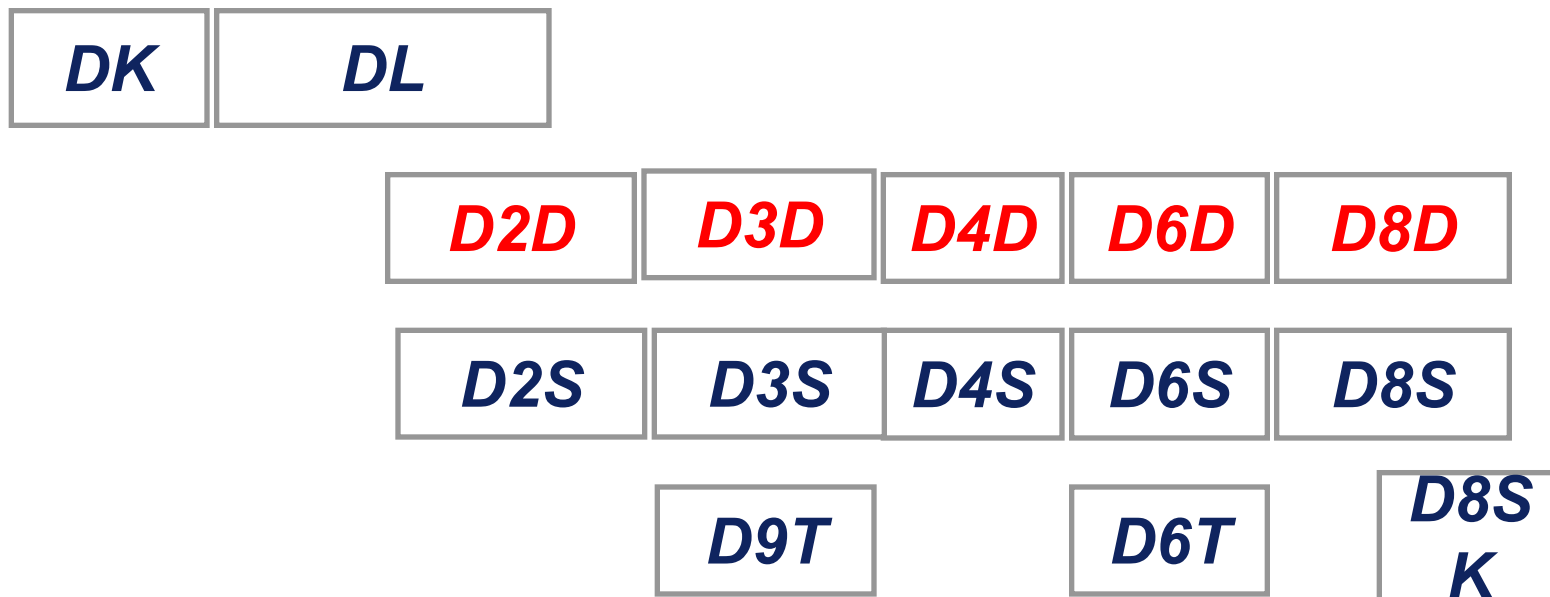 DK DL
D2D D3D D4D D6D D8D
D2S D3S D4S D6S D8S
D9T D6T D8S
K